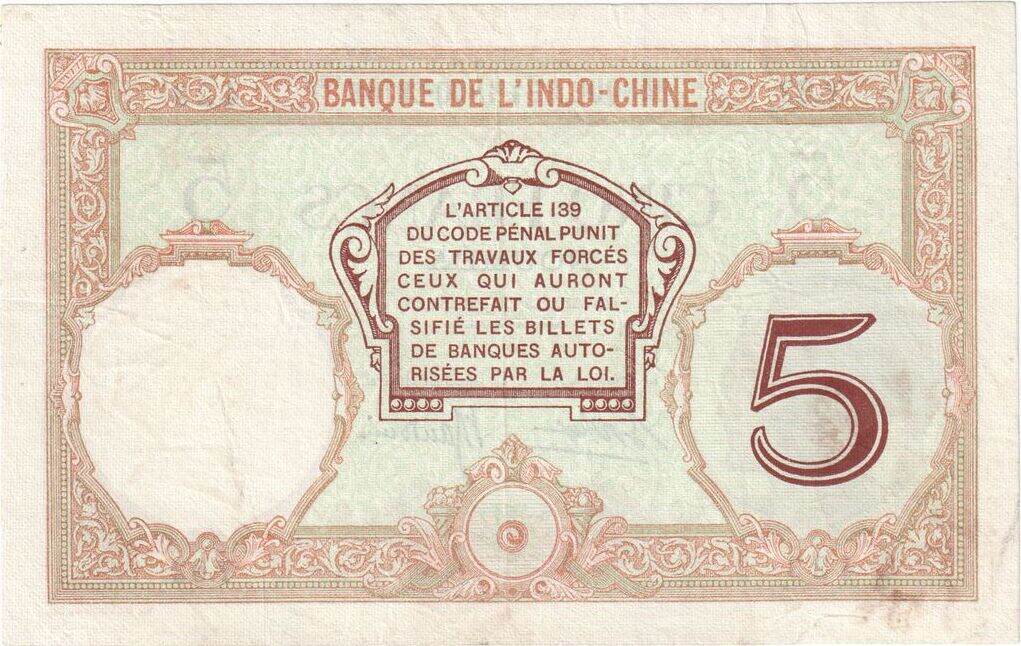 BANQUE DE L'INDO-CHINE
L'ARTICLE 139
DU CODE PÉNAL PUNIT
DES TRAVAUX FORCÉS
CEUX QUI AURONT
CONTREFAIT OU FAL-
SIFIÉ LES BILLETS
DE BANQUES AUTO-
RISÉES PAR LA LOI.
5